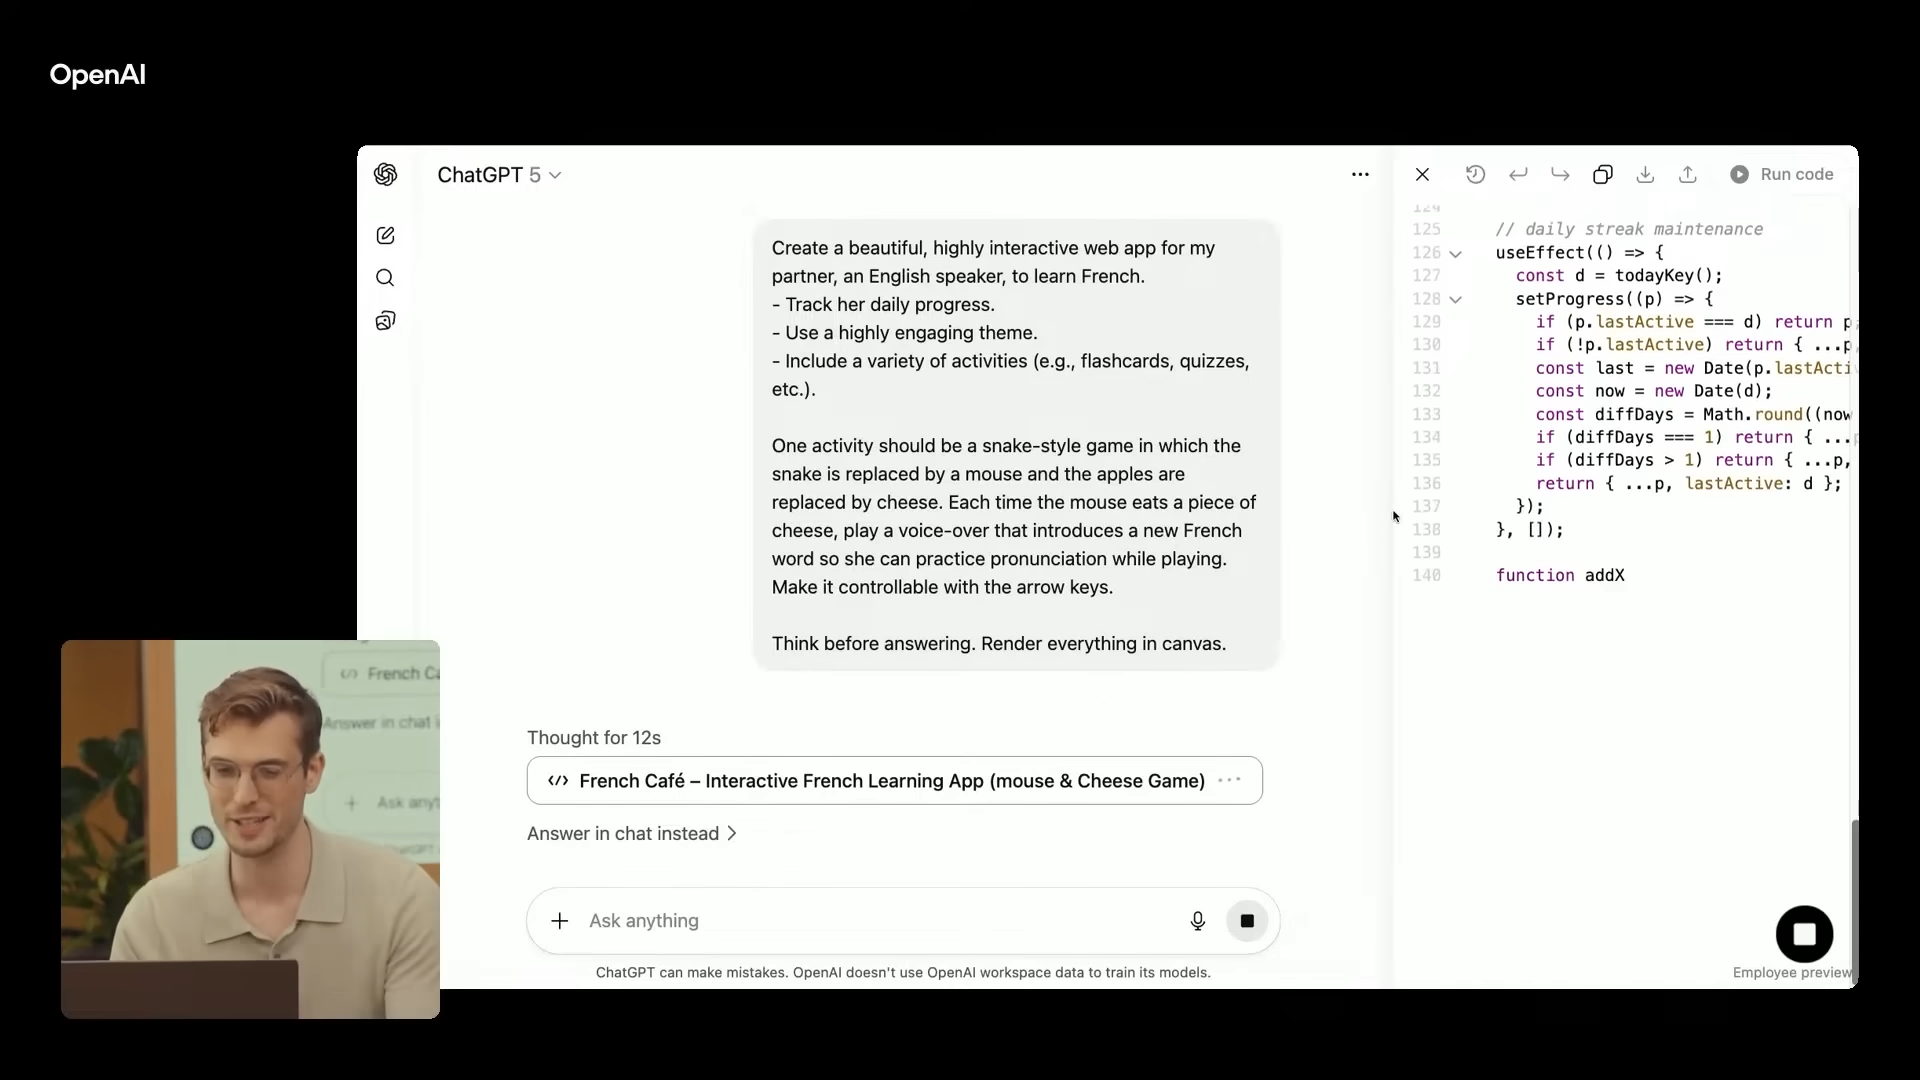 OpenAI
ChatGPT 5
Create a beautiful, highly interactive web app for my
partner, an English speaker, to learn French.
- Track her daily progress.
- Use a highly engaging theme.
- Include a variety of activities (e.g., flashcards, quizzes,
etc.).
One activity should be a snake-style game in which the
snake is replaced by a mouse and the apples are
replaced by cheese. Each time the mouse eats a piece of
cheese, play a voice-over that introduces a new French
word so she can practice pronunciation while playing.
Make it controllable with the arrow keys.
Think before answering. Render everything in canvas.
Thought for 12s
French Café – Interactive French Learning App (mouse & Cheese Game)
Answer in chat instead
Ask anything
ChatGPT can make mistakes. OpenAI doesn't use OpenAI workspace data to train its models.
Run code
124
125 // daily streak maintenance
126 useEffect(() => {
127 const d = todayKey();
128 setProgress((p) => {
129 if (p.lastActive === d) return p
130 if (!p.lastActive) return { ...p
131 const last = new Date(p.lastActi
132 const now = new Date(d);
133 const diffDays = Math.round((now
134 if (diffDays === 1) return { ...p
135 if (diffDays > 1) return { ...p,
136 return { ...p, lastActive: d };
137 });
138 }, []);
139
140 function addX
Employee preview
French Ca
Answer in chat i
Ask anyt